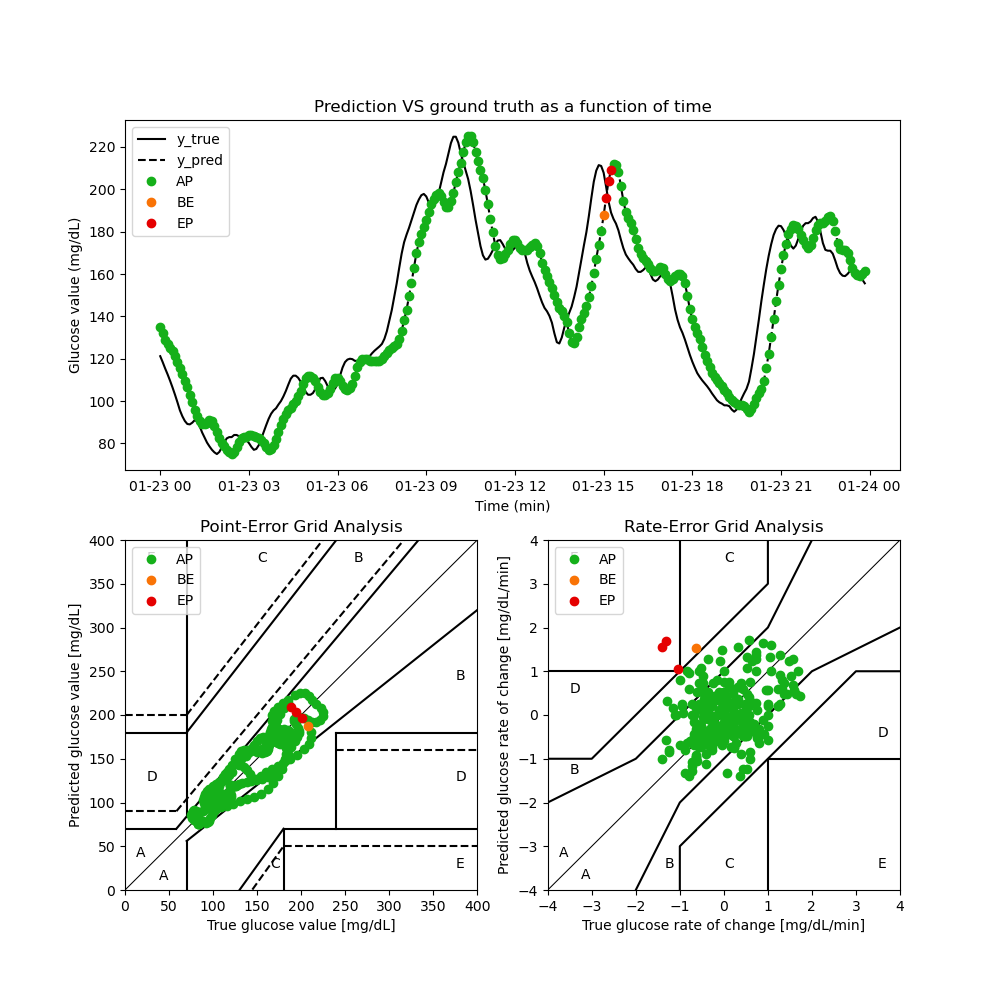 Prediction VS ground truth as a function of time
y_true
y_pred
AP
BE
EP
Glucose value (mg/dL)
220
200
180
160
140
120
100
80
01-23 00 01-23 03 01-23 06 01-23 09 01-23 12 01-23 15 01-23 18 01-23 21 01-24 00
Time (min)
Point-Error Grid Analysis
AP
BE
EP
C
B
B
D
D
A
A
C
E
Predicted glucose value [mg/dL]
400
350
300
250
200
150
100
50
0
0 50 100 150 200 250 300 350 400
True glucose value [mg/dL]
Rate-Error Grid Analysis
AP
BE
EP
C
D
D
B
A
A
B
C
E
Predicted glucose rate of change [mg/dL/min]
4
3
2
1
0
−1
−2
−3
−4
−4 −3 −2 −1 0 1 2 3 4
True glucose rate of change [mg/dL/min]